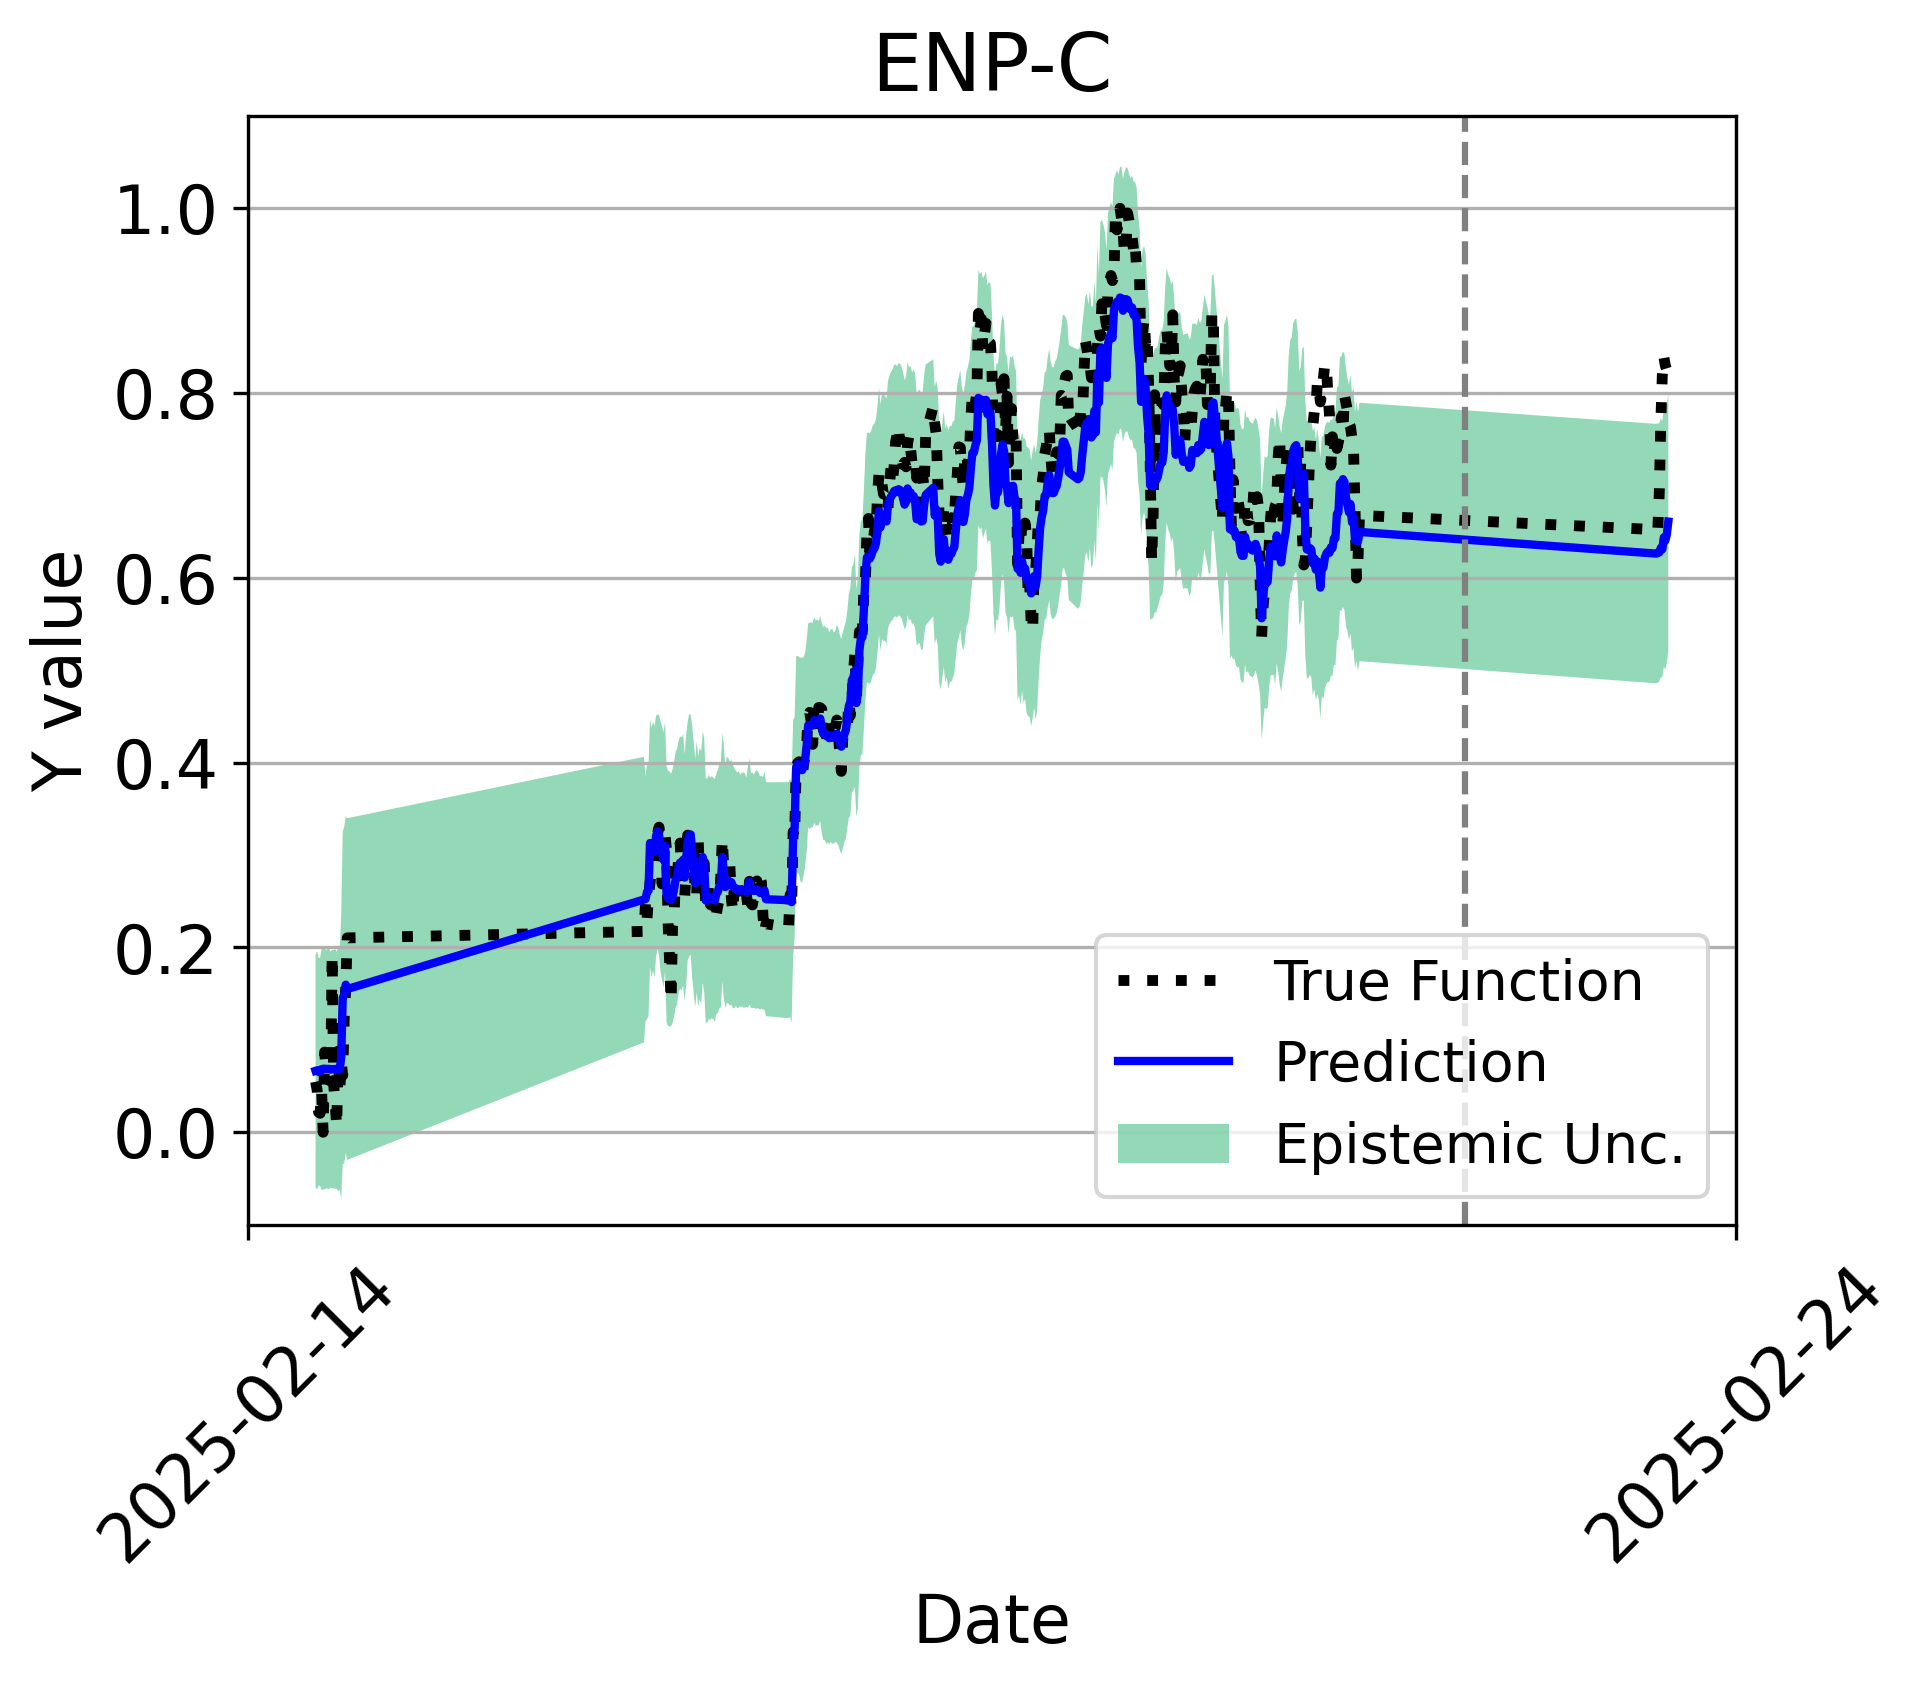 ENP-C
Y value
1.0
0.8
0.6
0.4
0.2
0.0
True Function
Prediction
Epistemic Unc.
2025-02-14
2025-02-24
Date